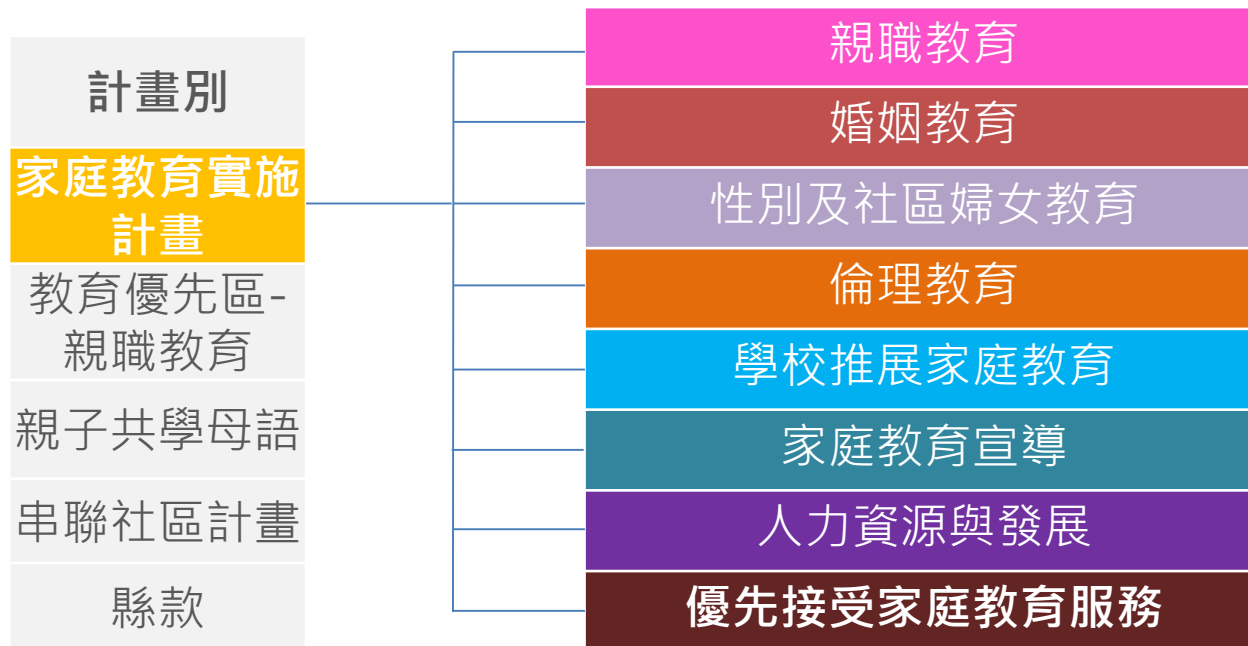 計畫別
家庭教育實施
計畫
教育優先區-
親職教育
親子共學母語
串聯社區計畫
縣款
親職教育
婚姻教育
性別及社區婦女教育
倫理教育
學校推展家庭教育
家庭教育宣導
人力資源與發展
優先接受家庭教育服務